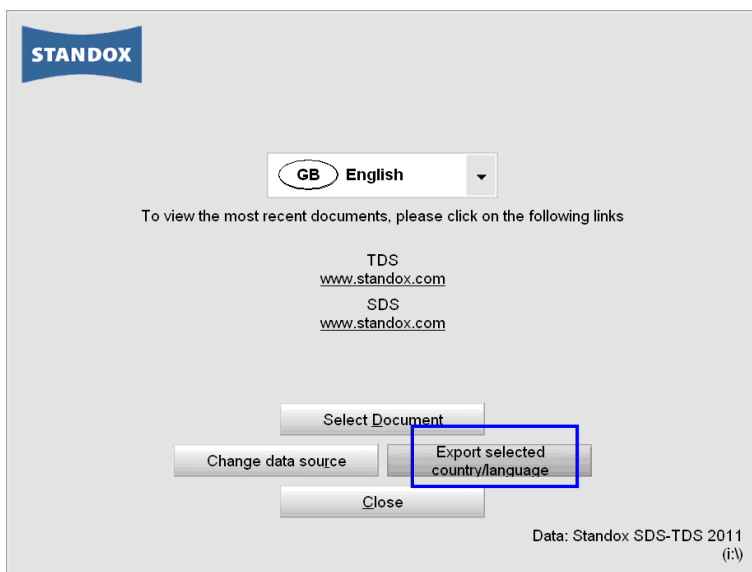 STANDOX
GB English
To view the most recent documents, please click on the following links
TDS
www.standox.com
SDS
www.standox.com
Select Document
Change data source
Export selected
country/language
Close
Data: Standox SDS-TDS 2011
(i:\)